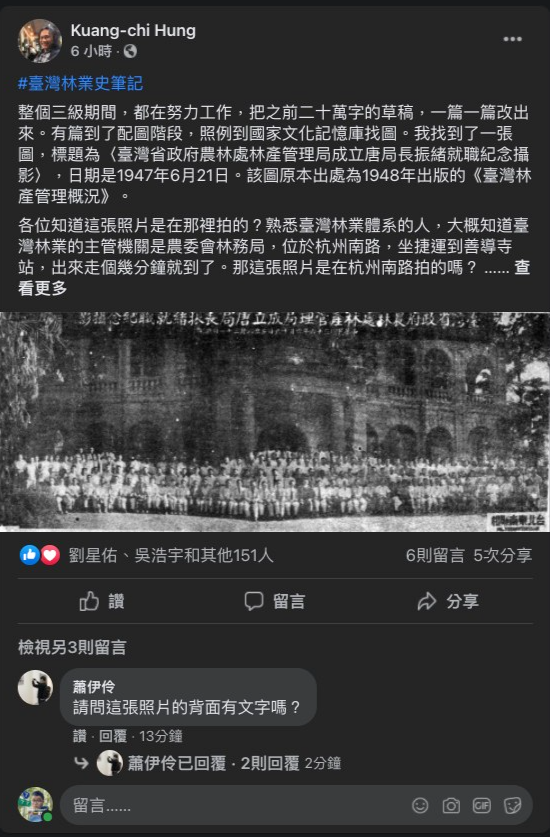 Kuang-chi Hung
6 小時 ·
#臺灣林業史筆記
整個三級期間，都在努力工作，把之前二十萬字的草稿，一篇一篇改出
來。有篇到了配圖階段，照例到國家文化記憶庫找圖。我找到了一張
圖，標題為〈臺灣省政府農林處林產管理局成立唐局長振緒就職紀念攝
影〉，日期是1947年6月21日。該圖原本出處為1948年出版的《臺灣林
產管理概況》。
各位知道這張照片是在那裡拍的？熟悉臺灣林業體系的人，大概知道臺
灣林業的主管機關是農委會林務局，位於杭州南路，坐捷運到善導寺
站，出來走個幾分鐘就到了。那這張照片是在杭州南路拍的嗎？ ...... 查
看更多
省政府農林處林產管理局成立唐局長振緒就職紀念攝影
劉星佑、吳浩宇和其他151人
6則留言 5次分享
讚
留言
分享
檢視另3則留言
蕭伊伶
請問這張照片的背面有文字嗎？
讚 · 回覆 · 13分鐘
蕭伊伶已回覆 · 2則回覆 2分鐘
留言......
GIF